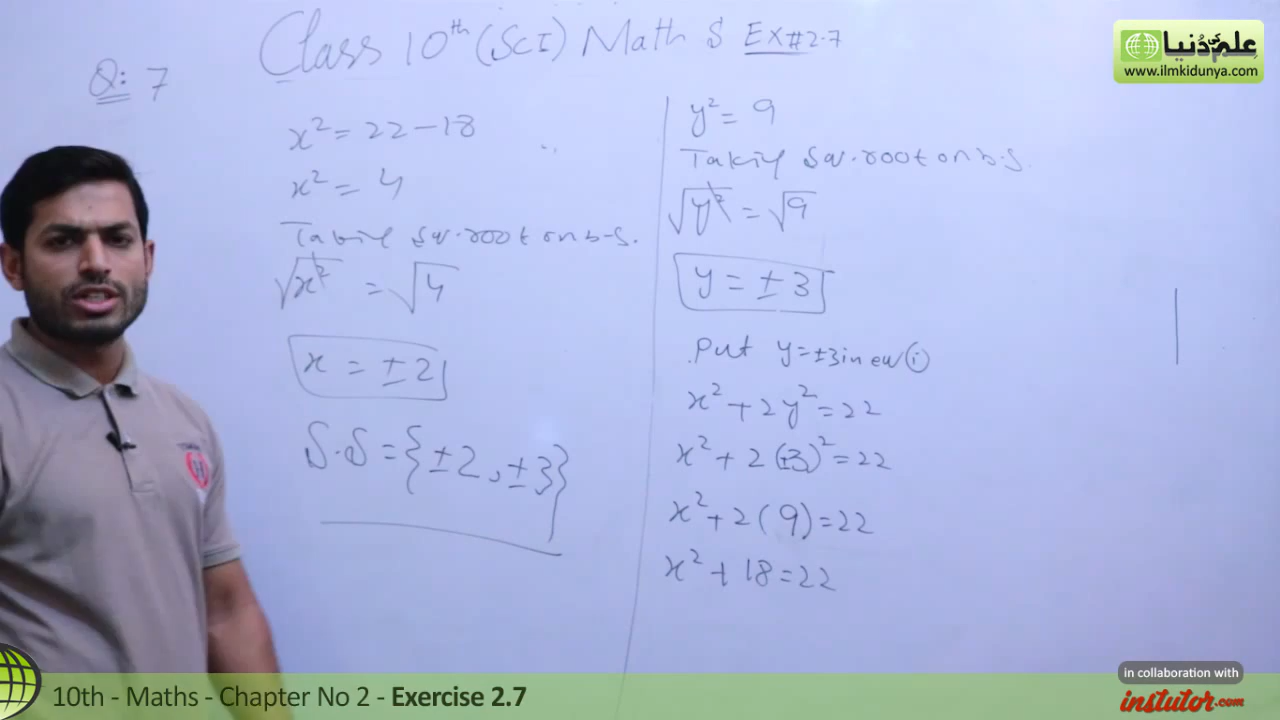 Class 10th (SCI) Maths EX#2.7
علم کی دُنیا
www.ilmkidunya.com
Q: 7
x² = 22 - 18
x² = 4
Taking sq. root on b.s.
√x² = √4
x = ±2
S.S = {±2, ±3}
y² = 9
Taking sq. root on b.s.
√y² = √9
y = ±3
Put y = ±3 in eq (i)
x² + 2y² = 22
x² + 2(±3)² = 22
x² + 2(9) = 22
x² + 18 = 22
in collaboration with
instutor.com
10th - Maths - Chapter No 2 - Exercise 2.7